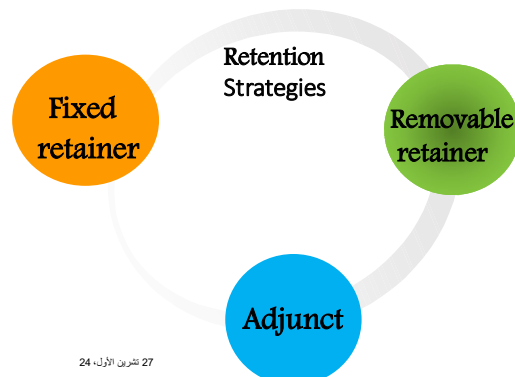 Retention
Strategies
Fixed
retainer
Removable
retainer
Adjunct
27 تشرين الأول، 24